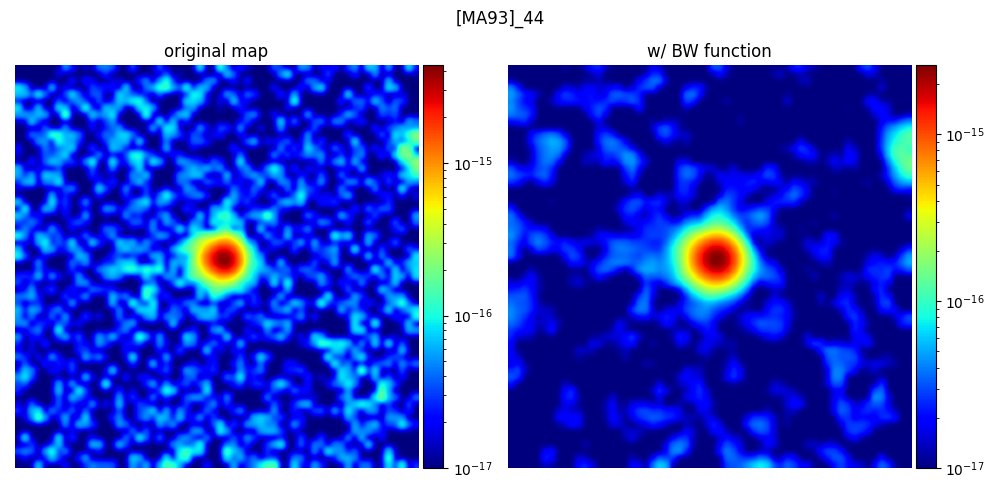 [MA93]_44
original map
w/ BW function
10⁻¹⁵
10⁻¹⁶
10⁻¹⁷
10⁻¹⁵
10⁻¹⁶
10⁻¹⁷